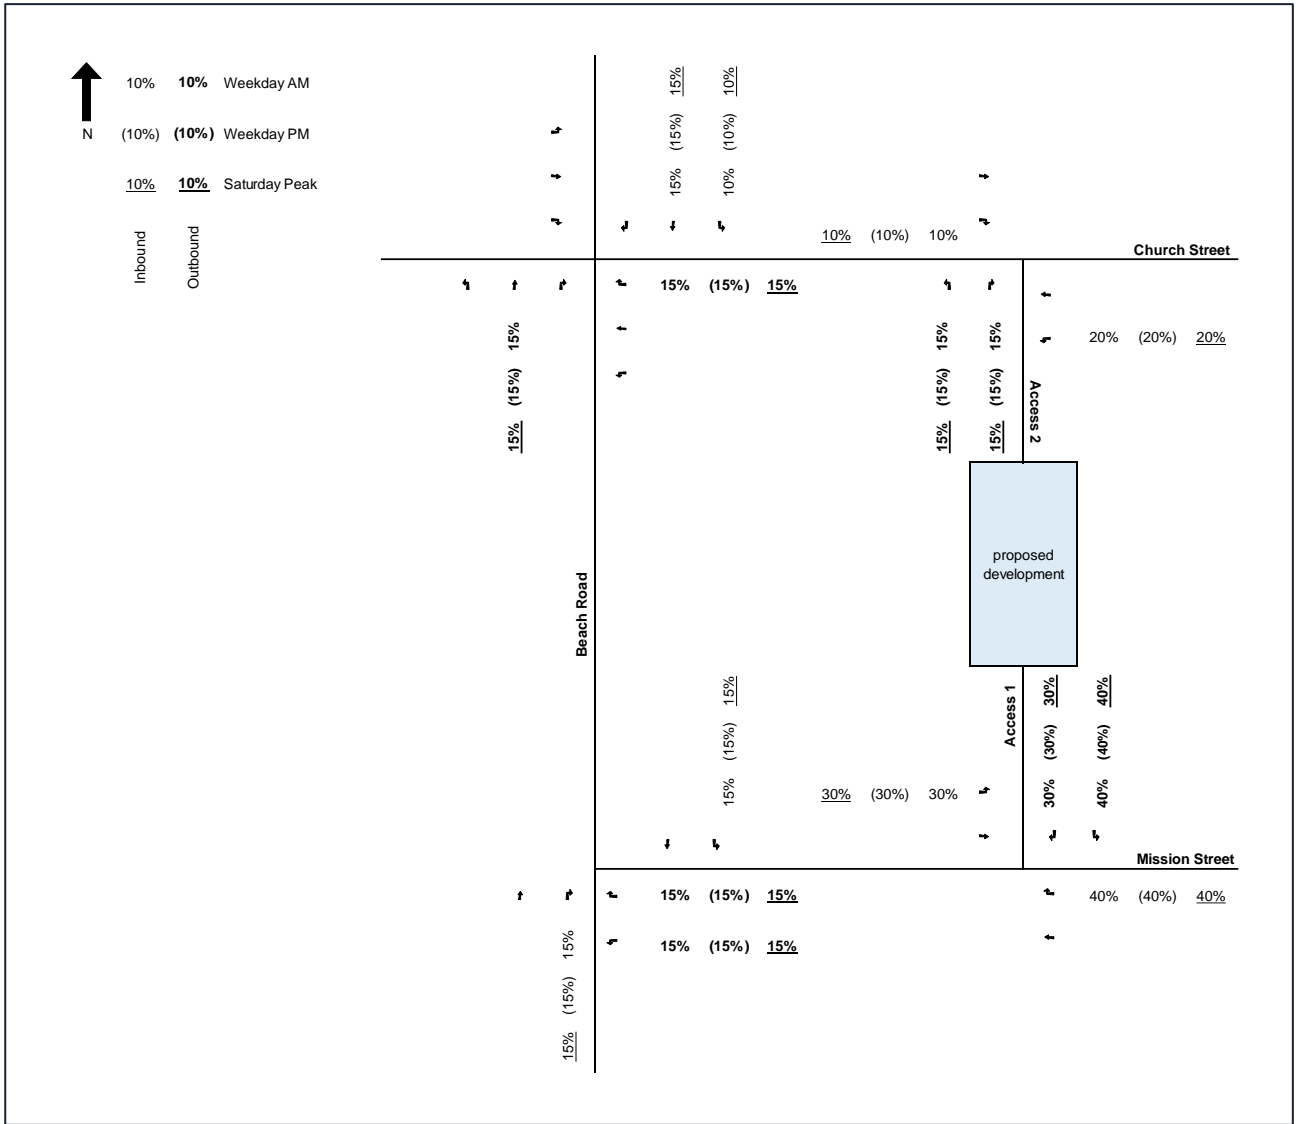 10% 10% Weekday AM
N (10%) (10%) Weekday PM
10% 10% Saturday Peak
Inbound
Outbound
15% (15%) 15%
10% (10%) 10%
10% (10%) 10%
Church Street
15% (15%) 15%
15% (15%) 15%
15% (15%) 15%
15% (15%) 15%
20% (20%) 20%
Access 2
proposed
development
Beach Road
15% (15%) 15%
Access 1
30% (30%) 30%
40% (40%) 40%
30% (30%) 30%
Mission Street
15% (15%) 15%
40% (40%) 40%
15% (15%) 15%
15% (15%) 15%